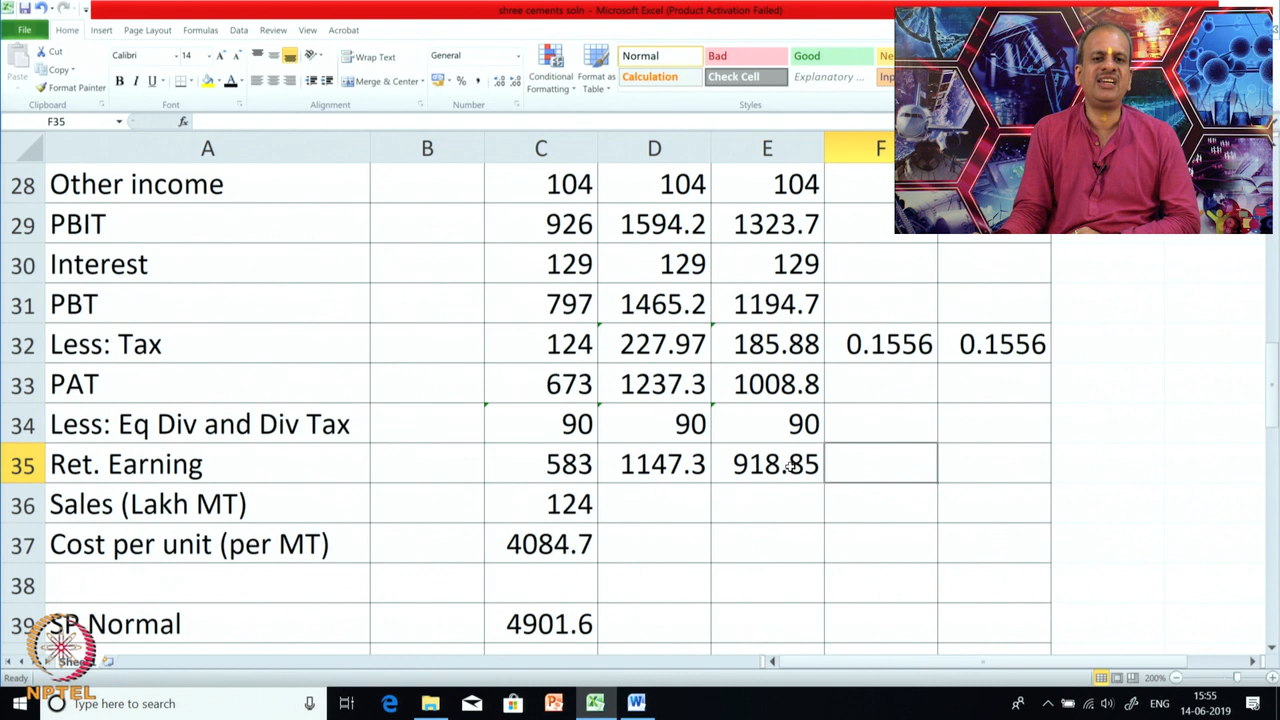 shree cements soln - Microsoft Excel (Product Activation Failed)
File Home Insert Page Layout Formulas Data Review View Acrobat
Paste
Cut
Copy
Format Painter
Clipboard
Calibri 14
B I U
Font
Wrap Text
Merge & Center
Alignment
General
Number
Conditional Formatting
Format as Table
Normal Bad Good
Calculation Check Cell Explanatory ...
Styles
F35 fx
A B C D E F
28 Other income 104 104 104
29 PBIT 926 1594.2 1323.7
30 Interest 129 129 129
31 PBT 797 1465.2 1194.7
32 Less: Tax 124 227.97 185.88 0.1556 0.1556
33 PAT 673 1237.3 1008.8
34 Less: Eq Div and Div Tax 90 90 90
35 Ret. Earning 583 1147.3 918.85
36 Sales (Lakh MT) 124
37 Cost per unit (per MT) 4084.7
38
39 SP Normal 4901.6
Ready 200%
NPTEL
Type here to search
ENG
15:55
14-06-2019